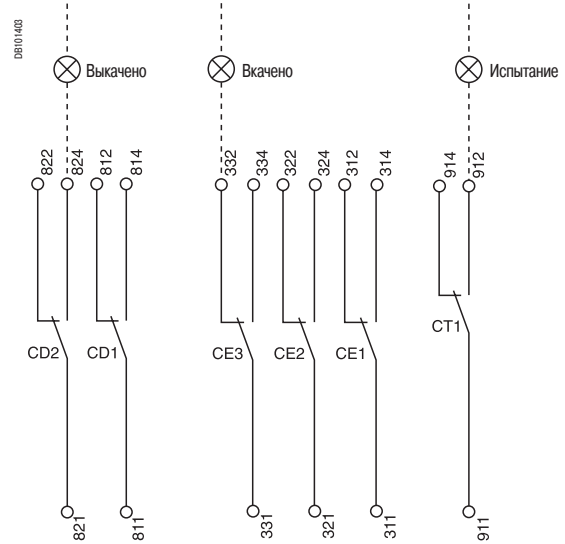 DB101403
Выкачено
Вкачено
Испытание
822 824 812 814
332 334 322 324 312 314
914 912
CD2 CD1
CE3 CE2 CE1
CT1
821 811
331 321 311
911